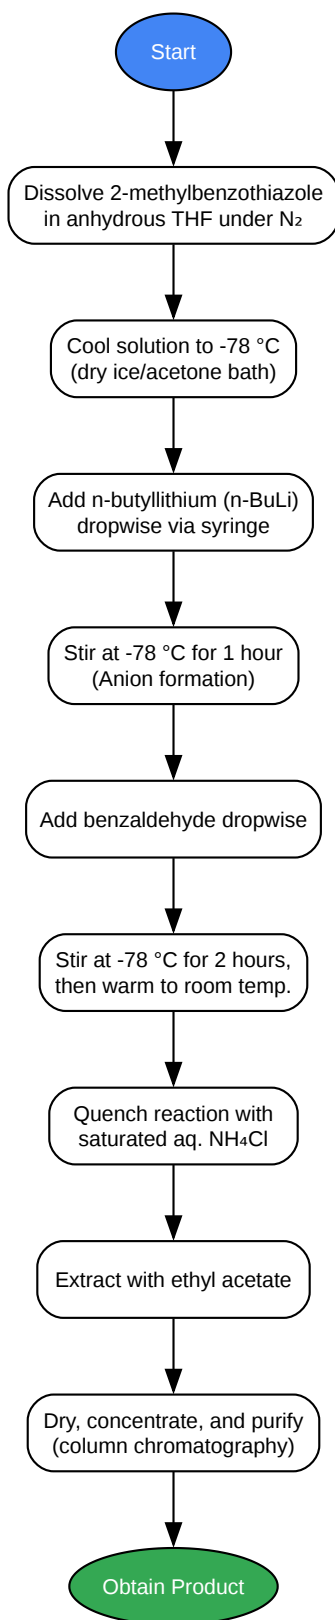 Start
Dissolve 2-methylbenzothiazole
in anhydrous THF under N₂
Cool solution to -78 °C
(dry ice/acetone bath)
Add n-butyllithium (n-BuLi)
dropwise via syringe
Stir at -78 °C for 1 hour
(Anion formation)
Add benzaldehyde dropwise
Stir at -78 °C for 2 hours,
then warm to room temp.
Quench reaction with
saturated aq. NH₄Cl
Extract with ethyl acetate
Dry, concentrate, and purify
(column chromatography)
Obtain Product